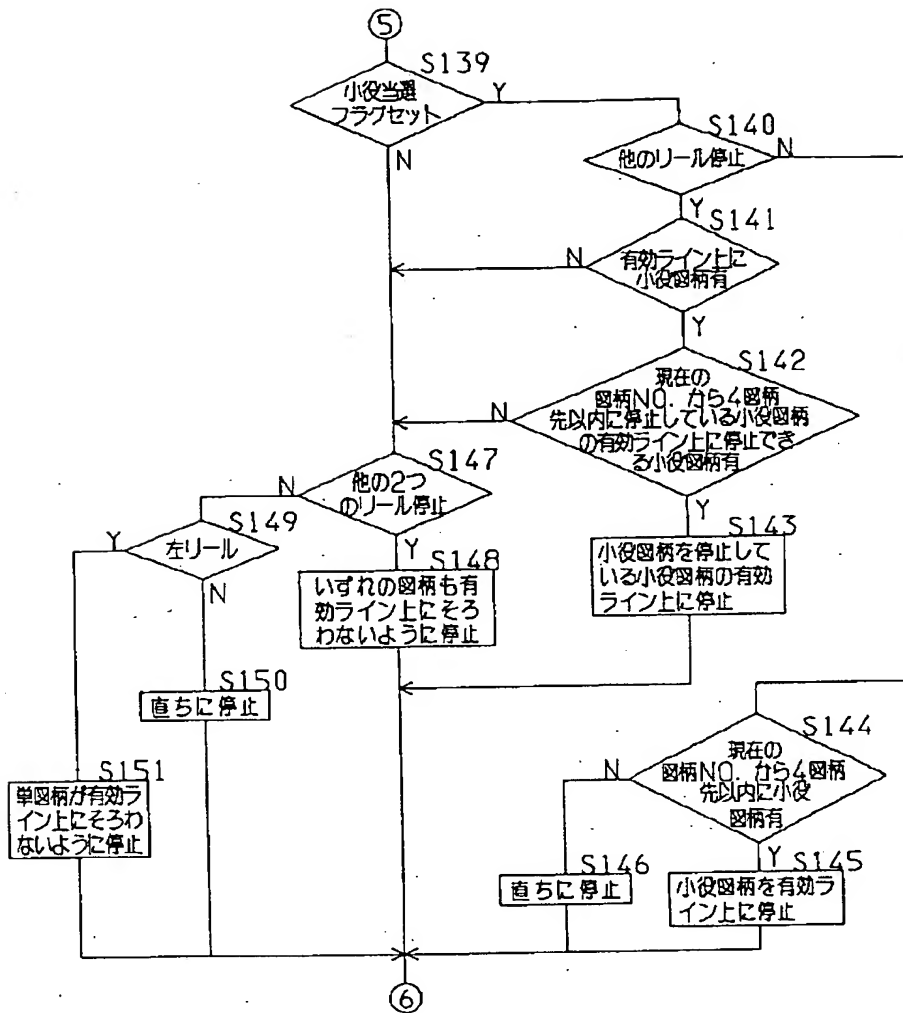 ⑤
S139
小役当選
フラグセット
Y
N
S140
他のリール停止
N
Y
S141
有効ライン上に
小役図柄有
N
Y
S142
現在の
図柄NO.から4図柄
先以内に停止している小役図柄
の有効ライン上に停止でき
る小役図柄有
N
Y
S143
小役図柄を停止して
いる小役図柄の有効
ライン上に停止
S147
他の2つ
のリール停止
N
Y
S148
いずれの図柄も有
効ライン上にそろ
わないように停止
S149
左リール
Y
N
S150
直ちに停止
S151
単図柄が有効ラ
イン上にそろわ
ないように停止
S144
現在の
図柄NO.から4図柄
先以内に小役
図柄有
N
Y
S146
直ちに停止
S145
小役図柄を有効ラ
イン上に停止
⑥